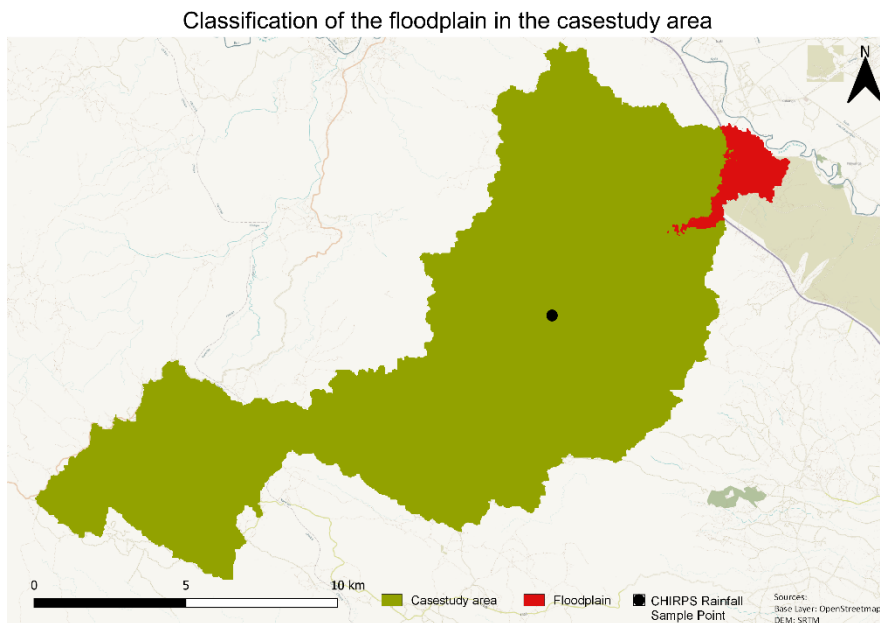 Classification of the floodplain in the casestudy area
N
0 5 10 km
Casestudy area
Floodplain
CHIRPS Rainfall
Sample Point
Sources:
Base Layer: OpenStreetmap
DEM: SRTM